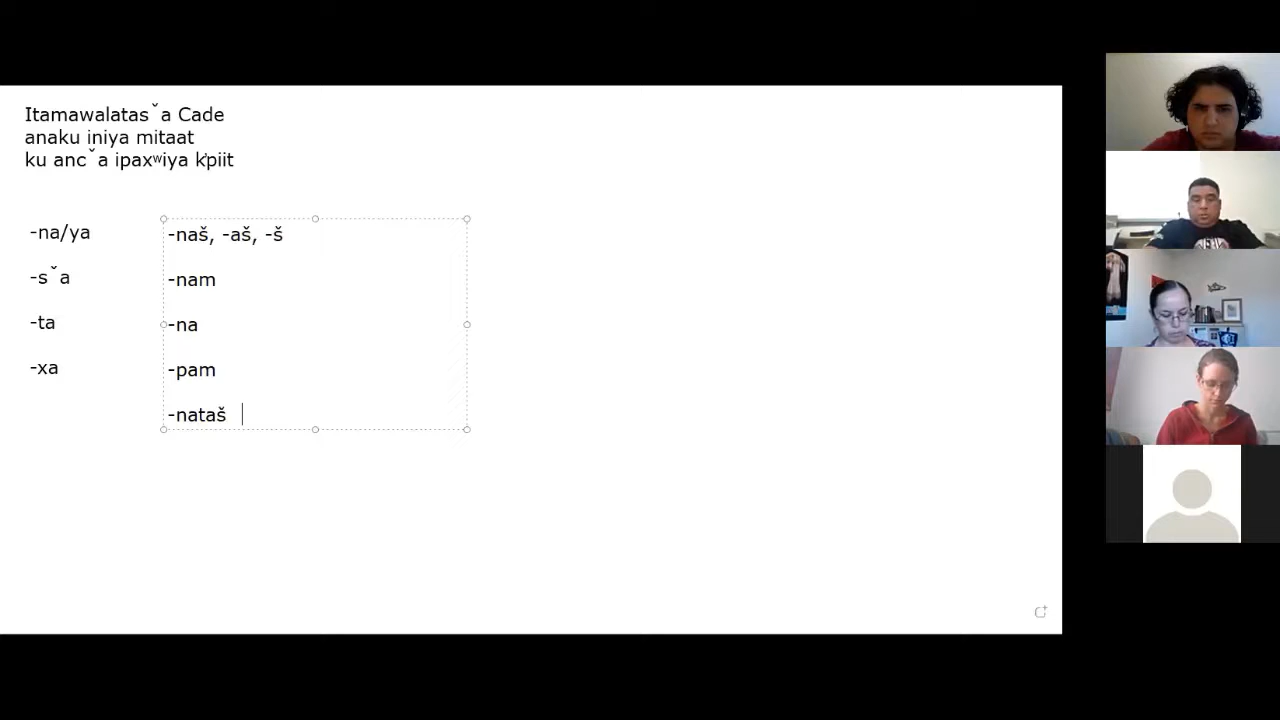 Itamawalatasˇa Cade
anaku iniya mitaat
ku ancˇa ipaxʷiya k̓piit
-na/ya
-sˇa
-ta
-xa
-naš, -aš, -š
-nam
-na
-pam
-nataš